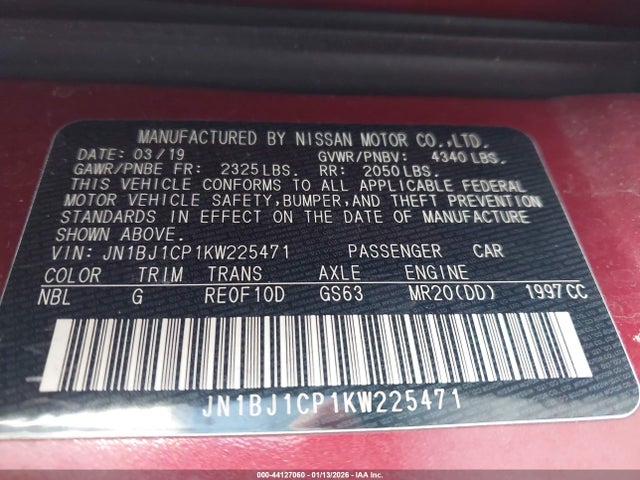 MANUFACTURED BY NISSAN MOTOR CO.,LTD.
DATE: 03/19 GVWR/PNBV: 4340 LBS.
GAWR/PNBE FR: 2325 LBS. RR: 2050 LBS.
THIS VEHICLE CONFORMS TO ALL APPLICABLE FEDERAL
MOTOR VEHICLE SAFETY, BUMPER, AND THEFT PREVENTION
STANDARDS IN EFFECT ON THE DATE OF MANUFACTURE
SHOWN ABOVE.
VIN: JN1BJ1CP1KW225471 PASSENGER CAR
COLOR TRIM TRANS AXLE ENGINE
NBL G RE0F10D GS63 MR20(DD) 1997 CC
JN1BJ1CP1KW225471
000-44127060 - 01/13/2026 - IAA Inc.